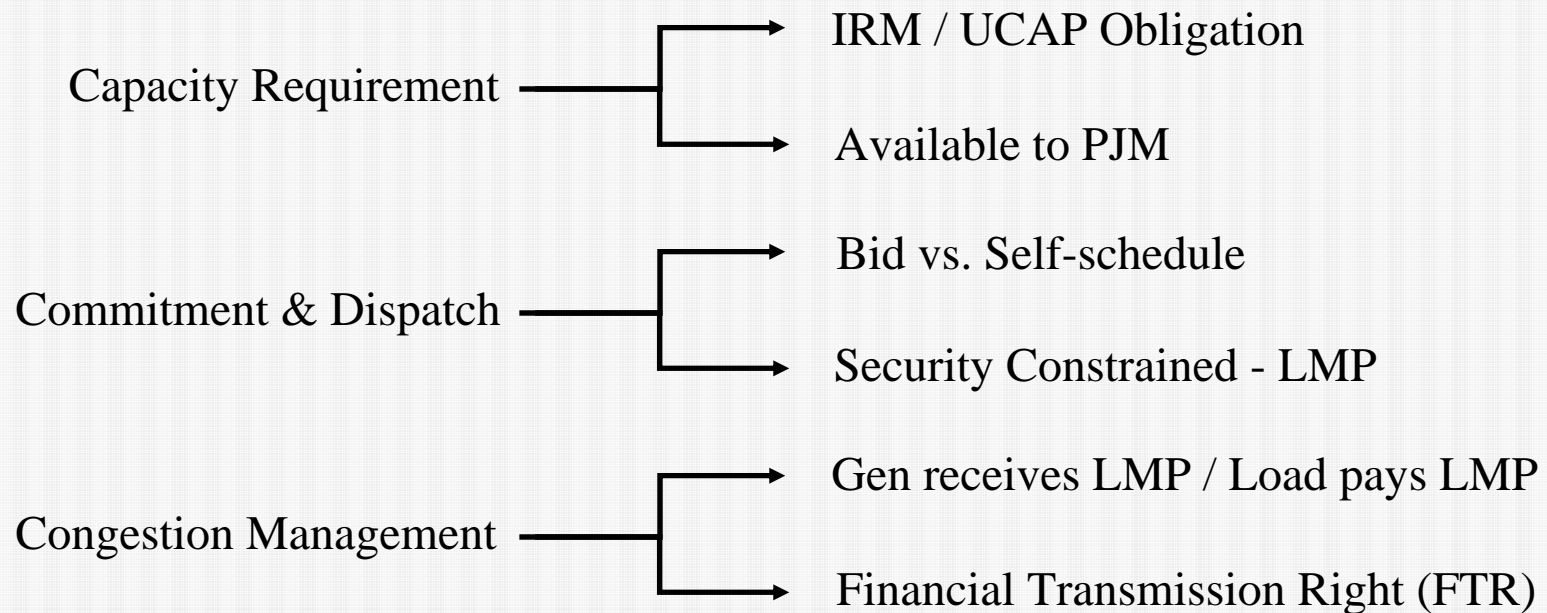 IRM / UCAP Obligation
Capacity Requirement
Available to PJM
Bid vs. Self-schedule
Commitment & Dispatch
Security Constrained - LMP
Gen receives LMP / Load pays LMP
Congestion Management
Financial Transmission Right (FTR)